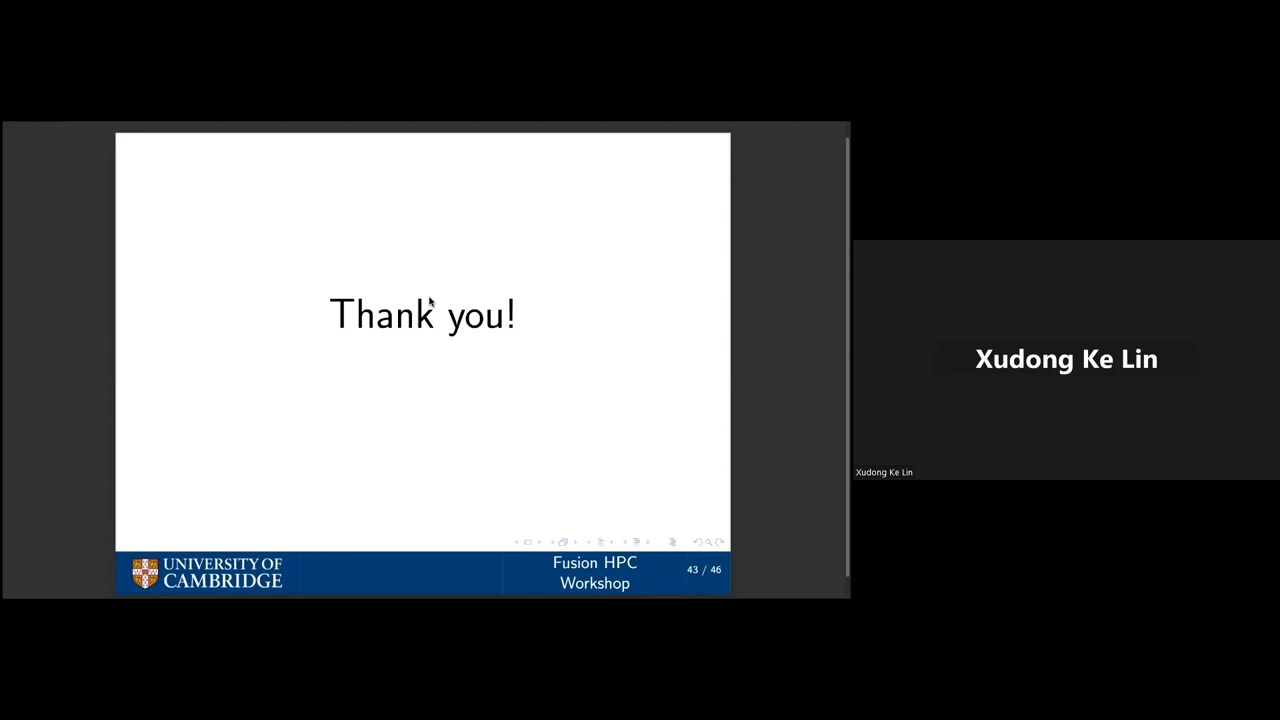 Thank you!
UNIVERSITY OF
CAMBRIDGE
Fusion HPC
Workshop
43 / 46
Xudong Ke Lin
Xudong Ke Lin